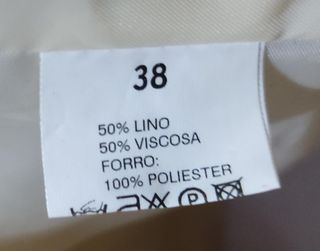 38
50% LINO
50% VISCOSA
FORRO:
100% POLIESTER
P